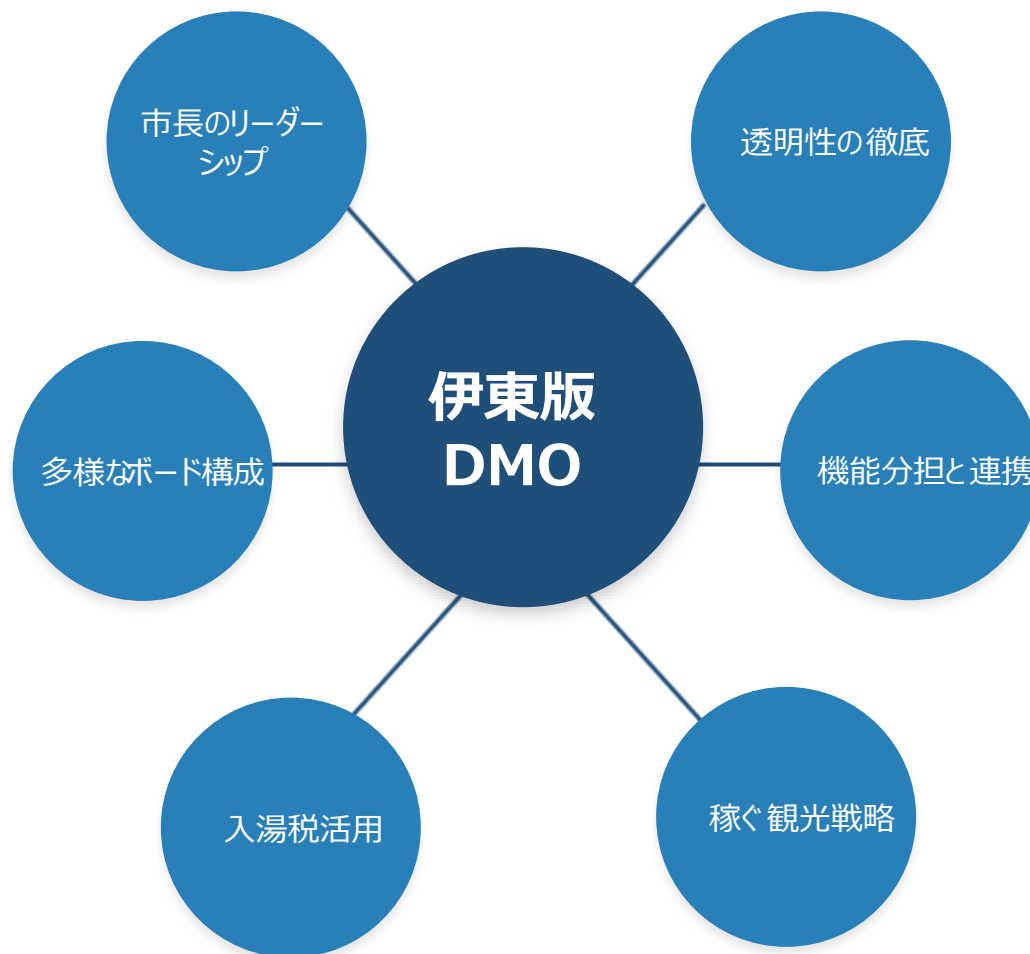 市長のリーダー
シップ
透明性の徹底
伊東版
DMO
多様なボード構成
機能分担と連携
入湯税活用
稼ぐ観光戦略